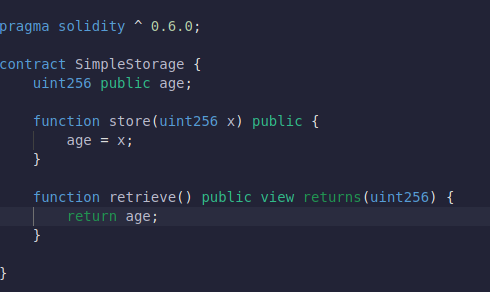 pragma solidity ^ 0.6.0;
contract SimpleStorage {
uint256 public age;
function store(uint256 x) public {
age = x;
}
function retrieve() public view returns(uint256) {
return age;
}
}